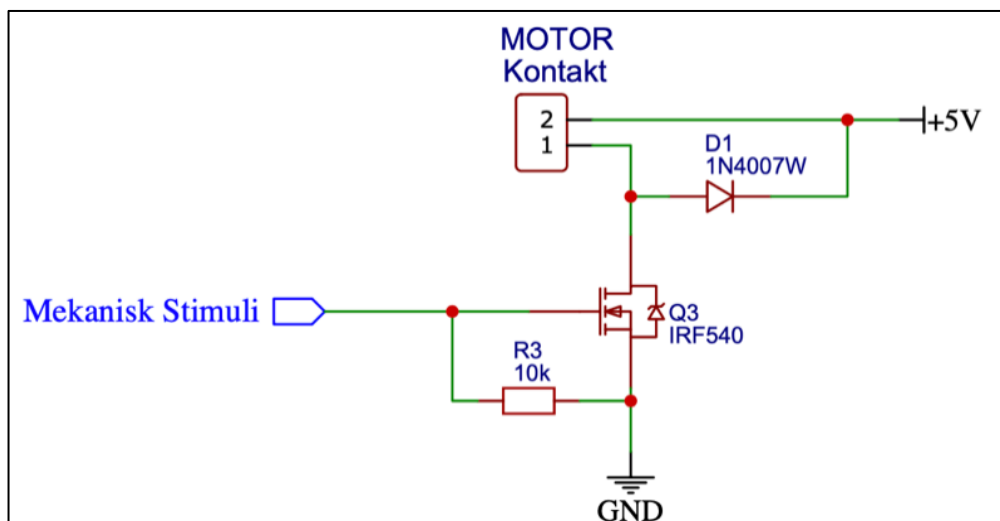 MOTOR
Kontakt
2
1
+5V
D1
1N4007W
Mekanisk Stimuli
Q3
IRF540
R3
10k
GND